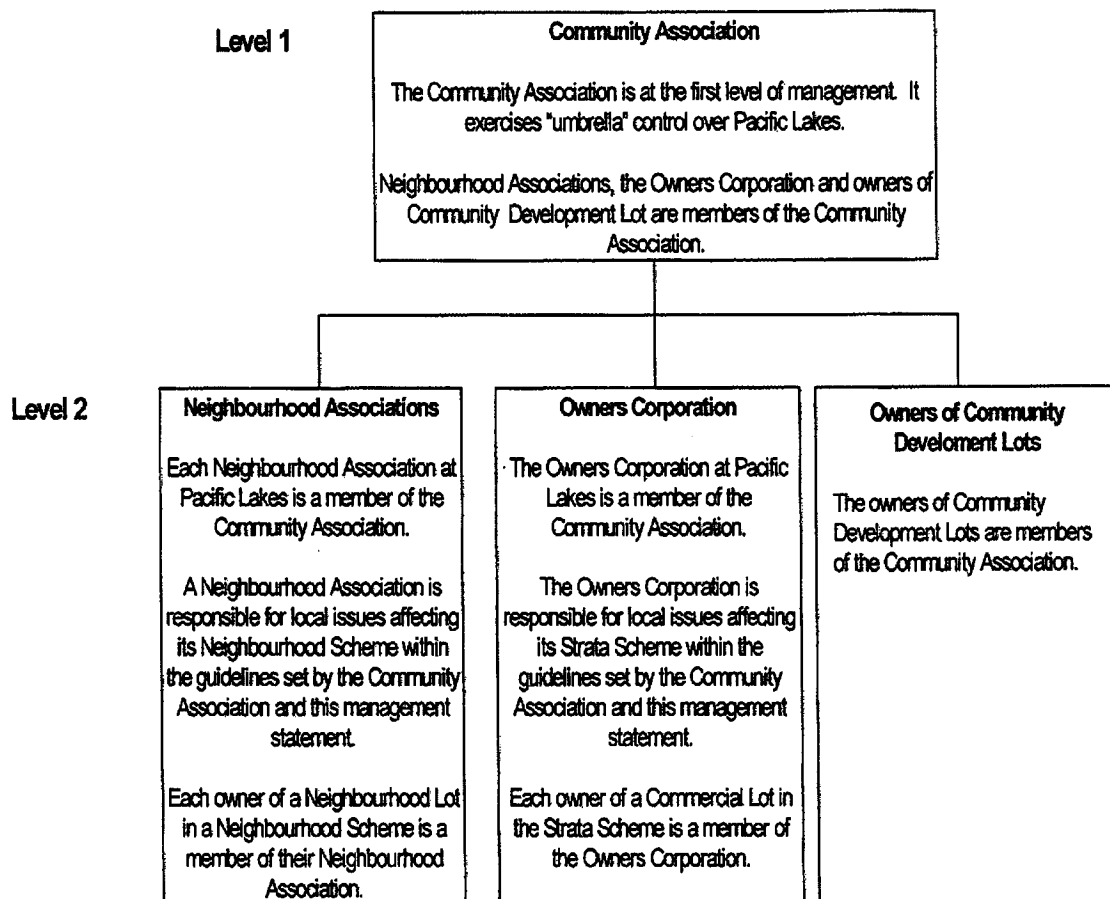 Level 1
Community Association
The Community Association is at the first level of management. It
exercises "umbrella" control over Pacific Lakes.
Neighbourhood Associations, the Owners Corporation and owners of
Community Development Lot are members of the Community
Association.
Level 2
Neighbourhood Associations
Each Neighbourhood Association at
Pacific Lakes is a member of the
Community Association.
A Neighbourhood Association is
responsible for local issues affecting
its Neighbourhood Scheme within
the guidelines set by the Community
Association and this management
statement.
Each owner of a Neighbourhood Lot
in a Neighbourhood Scheme is a
member of their Neighbourhood
Association.
Owners Corporation
The Owners Corporation at Pacific
Lakes is a member of the
Community Association.
The Owners Corporation is
responsible for local issues affecting
its Strata Scheme within the
guidelines set by the Community
Association and this management
statement.
Each owner of a Commercial Lot in
the Strata Scheme is a member of
the Owners Corporation.
Owners of Community
Develoment Lots
The owners of Community
Development Lots are members
of the Community Association.